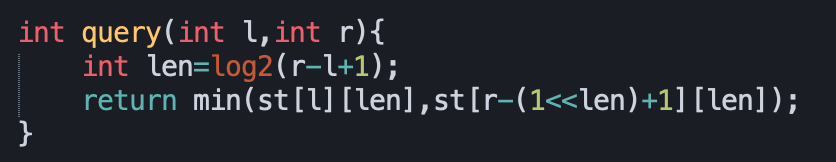 int query(int l,int r){
    int len=log2(r-l+1);
    return min(st[l][len],st[r-(1<<len)+1][len]);
}